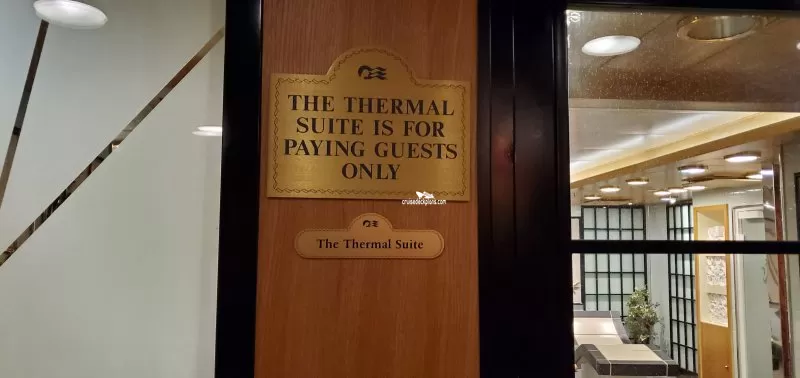 THE THERMAL
SUITE IS FOR
PAYING GUESTS
ONLY
cruisedeckplans.com
The Thermal Suite